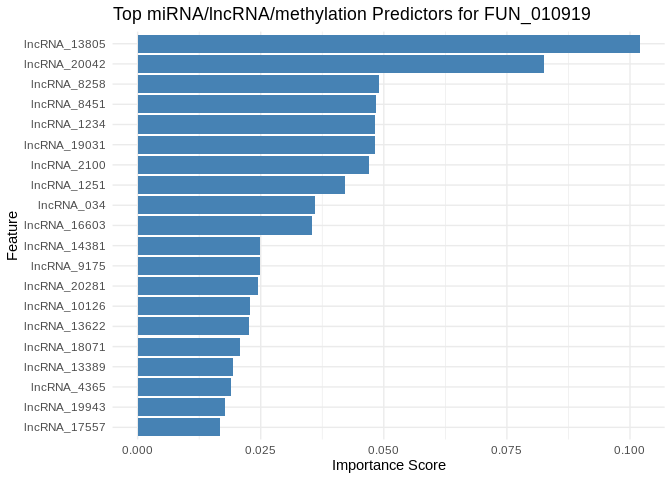 Top miRNA/lncRNA/methylation Predictors for FUN_010919
Feature
lncRNA_13805
lncRNA_20042
lncRNA_8258
lncRNA_8451
lncRNA_1234
lncRNA_19031
lncRNA_2100
lncRNA_1251
lncRNA_034
lncRNA_16603
lncRNA_14381
lncRNA_9175
lncRNA_20281
lncRNA_10126
lncRNA_13622
lncRNA_18071
lncRNA_13389
lncRNA_4365
lncRNA_19943
lncRNA_17557
0.000 0.025 0.050 0.075 0.100
Importance Score